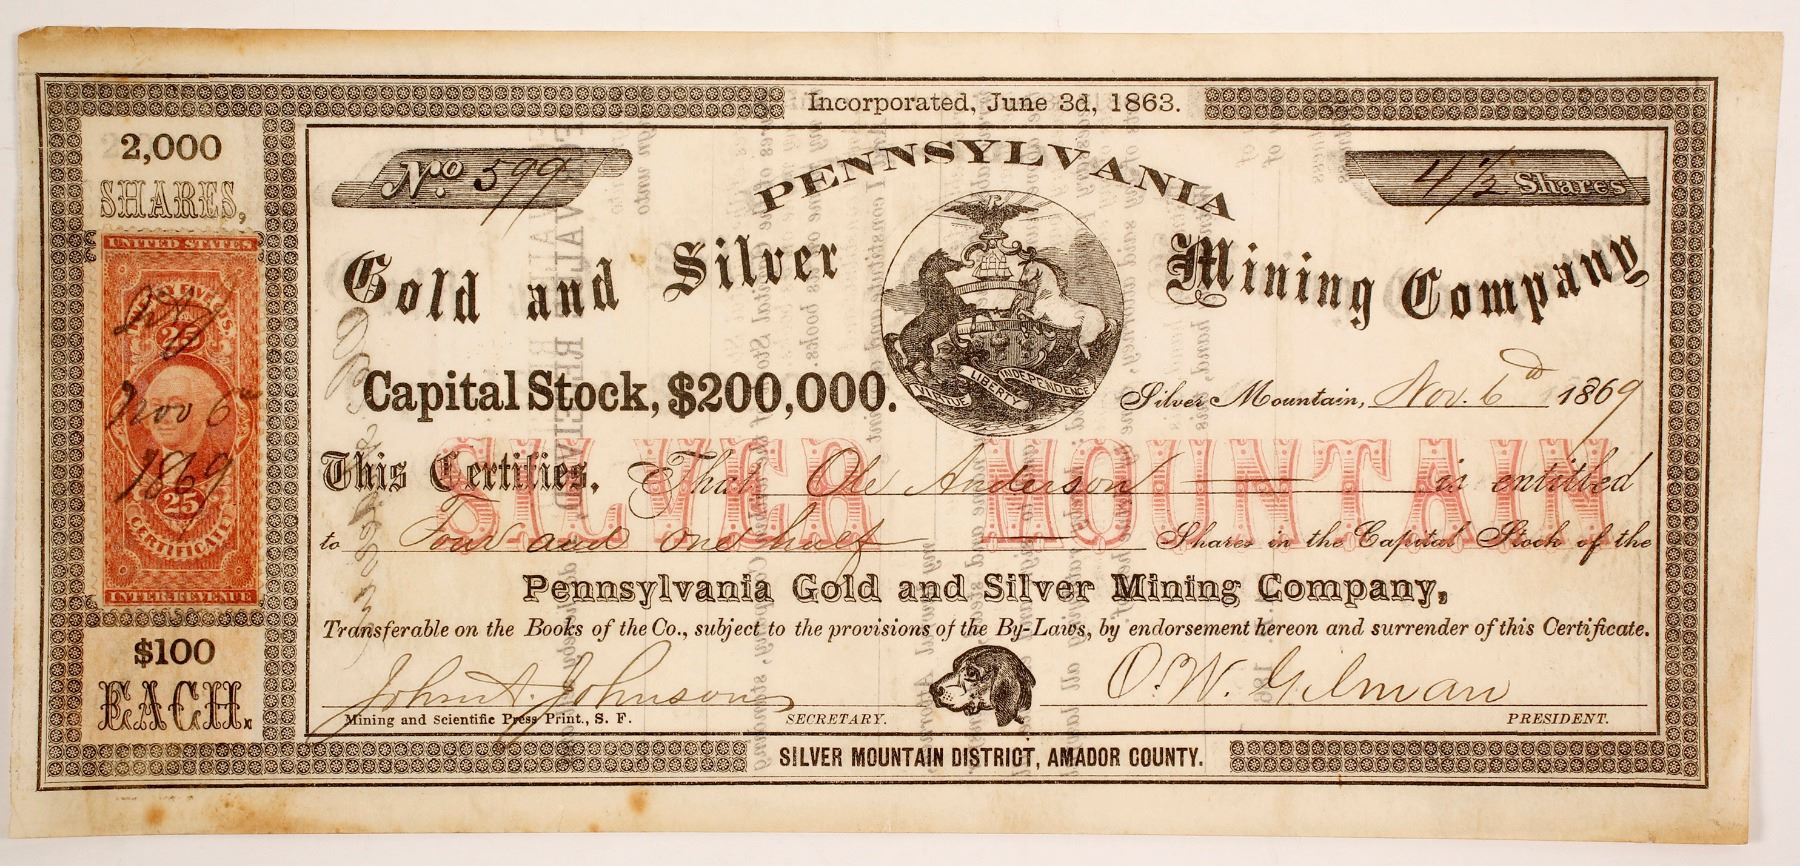 Incorporated, June 3d, 1863.
2,000
SHARES,
UNITED STATES
TWENTY FIVE CTS.
25
Nov 6
1869
25
CERTIFICATE
INTER. REVENUE
$100
EACH.
No. 599
4 1/2 Shares
PENNSYLVANIA
Gold and Silver Mining Company
VIRTUE LIBERTY INDEPENDENCE
Capital Stock, $200,000.
Silver Mountain, Nov. 6th 1869
SILVER MOUNTAIN
This Certifies, That Ole Anderson is entitled
to Four and one half Shares in the Capital Stock of the
Pennsylvania Gold and Silver Mining Company,
Transferable on the Books of the Co., subject to the provisions of the By-Laws, by endorsement hereon and surrender of this Certificate.
John A. Johnson
O. W. Gilman
Mining and Scientific Press Print., S. F.
SECRETARY.
PRESIDENT.
SILVER MOUNTAIN DISTRICT, AMADOR COUNTY.